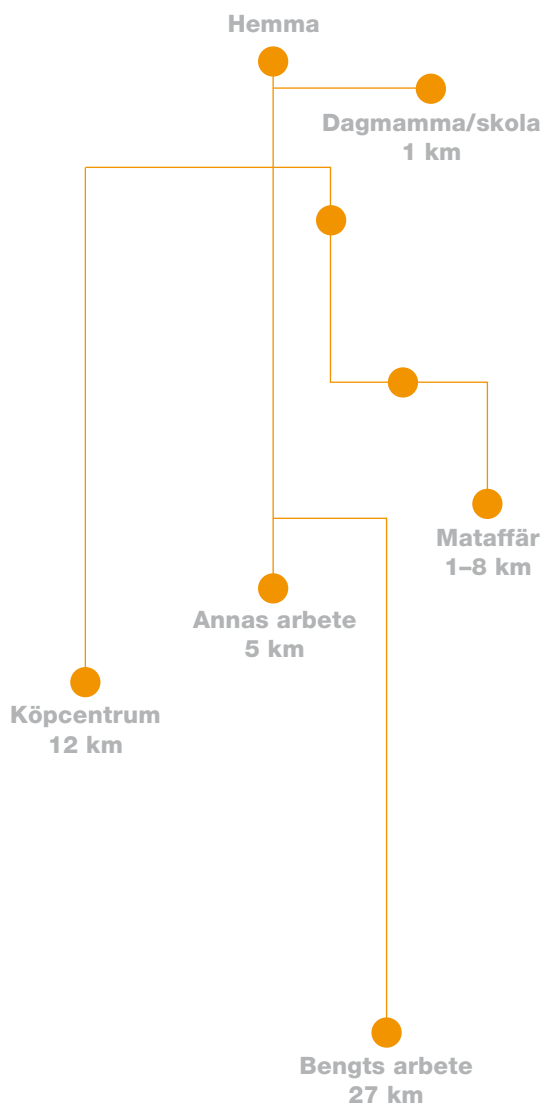 Hemma
Dagmamma/skola
1 km
Mataffär
1–8 km
Annas arbete
5 km
Köpcentrum
12 km
Bengts arbete
27 km